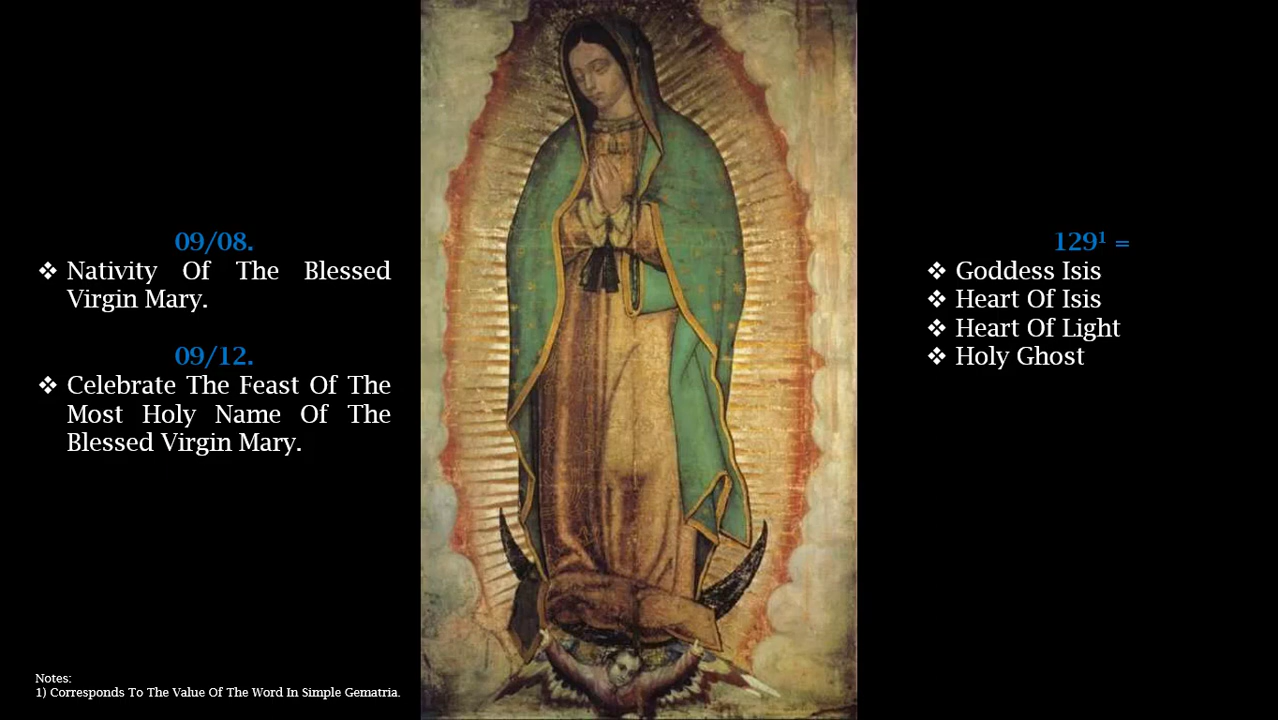 09/08.
❖ Nativity Of The Blessed
Virgin Mary.
09/12.
❖ Celebrate The Feast Of The
Most Holy Name Of The
Blessed Virgin Mary.
129¹ =
❖ Goddess Isis
❖ Heart Of Isis
❖ Heart Of Light
❖ Holy Ghost
Notes:
1) Corresponds To The Value Of The Word In Simple Gematria.